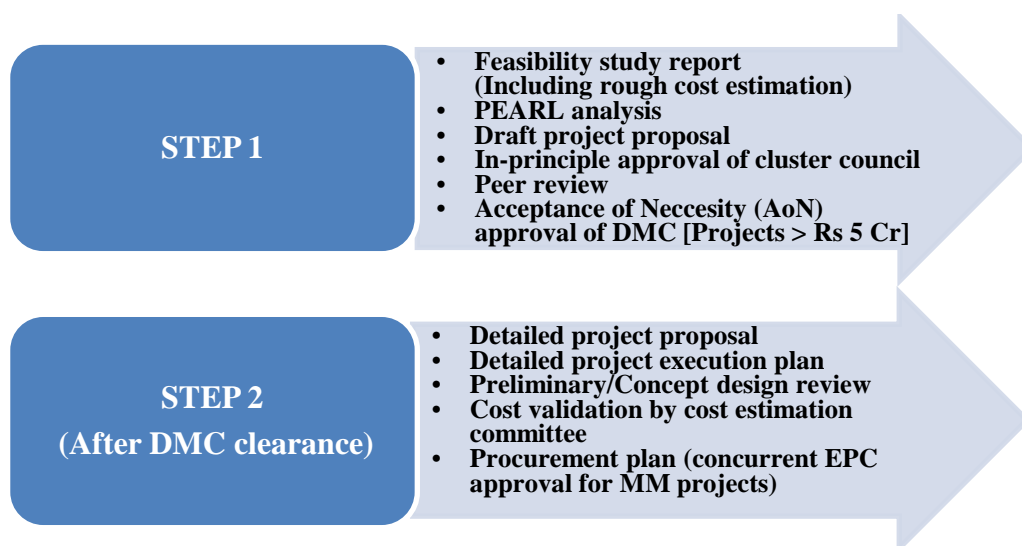 STEP 1
• Feasibility study report
(Including rough cost estimation)
• PEARL analysis
• Draft project proposal
• In-principle approval of cluster council
• Peer review
• Acceptance of Neccesity (AoN)
approval of DMC [Projects > Rs 5 Cr]
STEP 2
(After DMC clearance)
• Detailed project proposal
• Detailed project execution plan
• Preliminary/Concept design review
• Cost validation by cost estimation
committee
• Procurement plan (concurrent EPC
approval for MM projects)